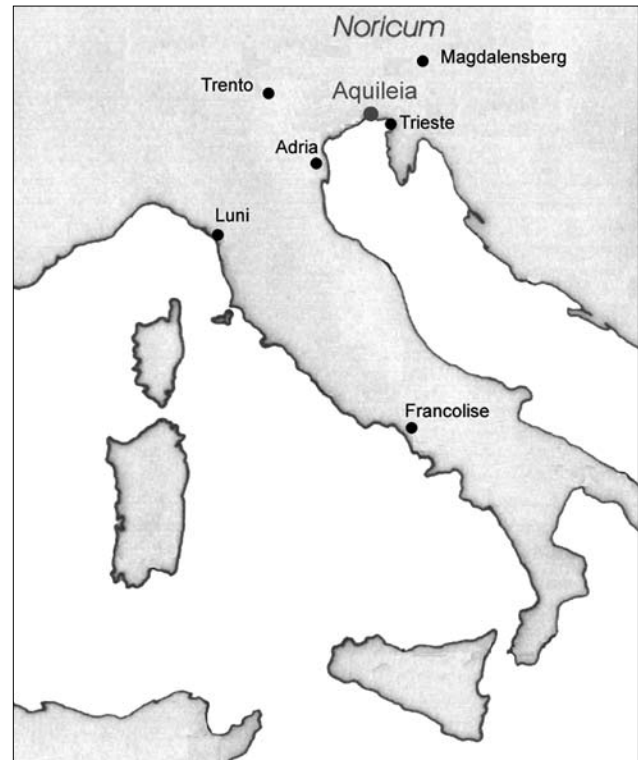 Noricum
Magdalensberg
Trento
Aquileia
Trieste
Adria
Luni
Francolise